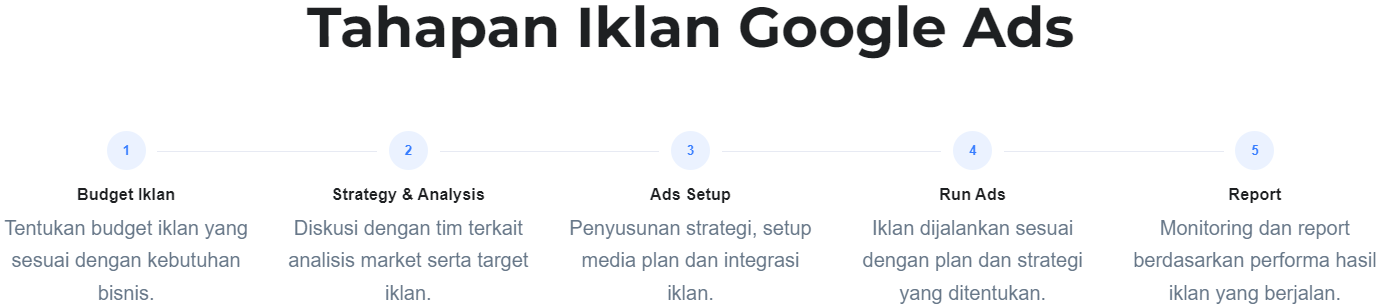 Tahapan Iklan Google Ads
1
Budget Iklan
Tentukan budget iklan yang
sesuai dengan kebutuhan
bisnis.
2
Strategy & Analysis
Diskusi dengan tim terkait
analisis market serta target
iklan.
3
Ads Setup
Penyusunan strategi, setup
media plan dan integrasi
iklan.
4
Run Ads
Iklan dijalankan sesuai
dengan plan dan strategi
yang ditentukan.
5
Report
Monitoring dan report
berdasarkan performa hasil
iklan yang berjalan.